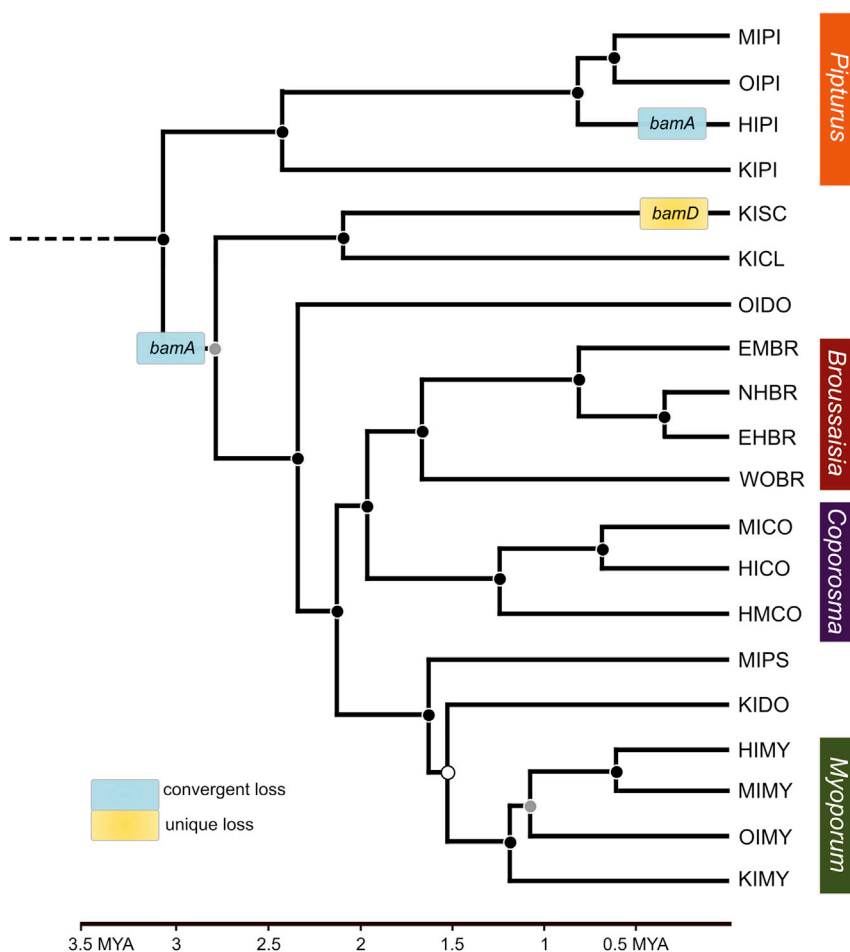 MIPI
OIPI
bamA HIPI
KIPI
Pipturus
bamD KISC
KICL
OIDO
bamA
EMBR
NHBR
EHBR
WOBR
Broussaisia
MICO
HICO
HMCO
Coporosma
MIPS
KIDO
HIMY
MIMY
OIMY
KIMY
Myoporum
convergent loss
unique loss
3.5 MYA 3 2.5 2 1.5 1 0.5 MYA